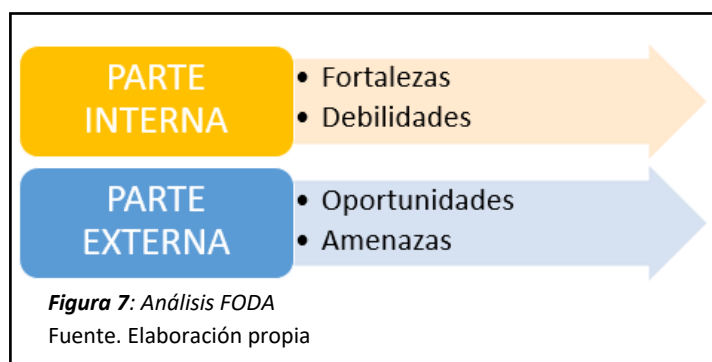 PARTE
INTERNA
• Fortalezas
• Debilidades
PARTE
EXTERNA
• Oportunidades
• Amenazas
Figura 7: Análisis FODA
Fuente. Elaboración propia